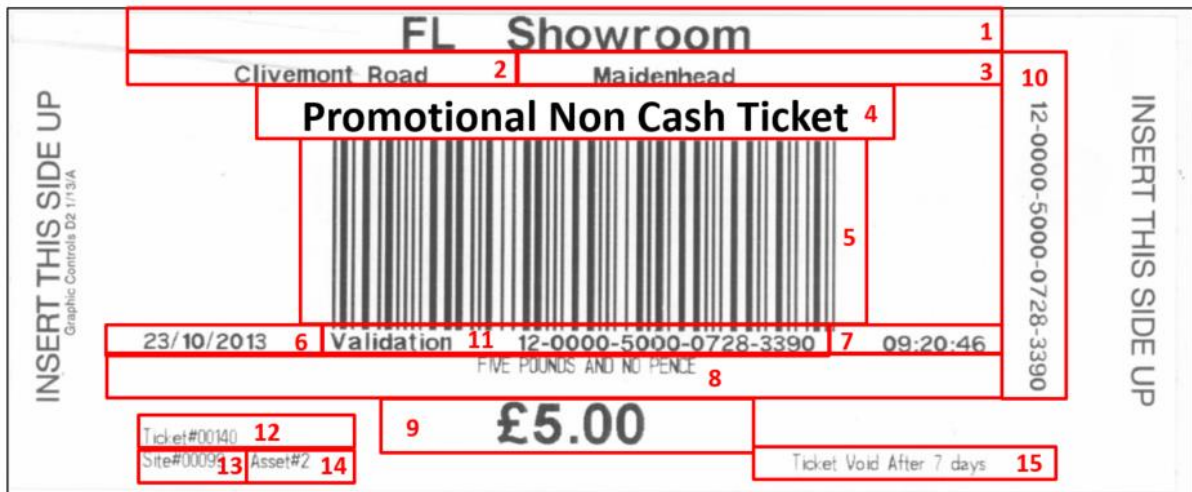 FL Showroom 1
Clivemont Road 2 Maidenhead 3
Promotional Non Cash Ticket 4
5
23/10/2013 6 Validation 11 12-0000-5000-0728-3390 7 09:20:46
FIVE POUNDS AND NO PENCE 8
9 £5.00
Ticket#00140 12
Site#00099 13 Asset#2 14
Ticket Void After 7 days 15
10
12-0000-5000-0728-3390
INSERT THIS SIDE UP
Graphic Controls D2 1/13/A
INSERT THIS SIDE UP